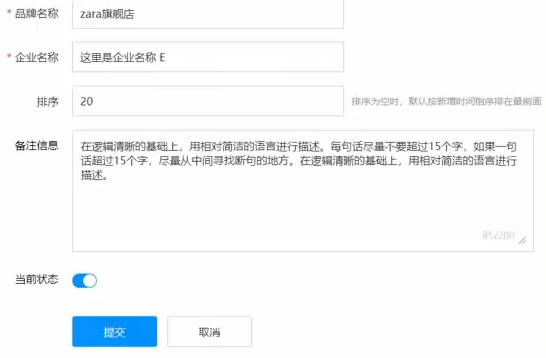 * 品牌名称 zara旗舰店
* 企业名称 这里是企业名称 E
排序 20 排序为空时，默认按新增时间倒序排在最前面
备注信息 在逻辑清晰的基础上，用相对简洁的语言进行描述。每句话尽量不要超过15个字，如果一句
话超过15个字，尽量从中间寻找断句的地方。在逻辑清晰的基础上，用相对简洁的语言进行
描述。
85/200
当前状态
提交 取消